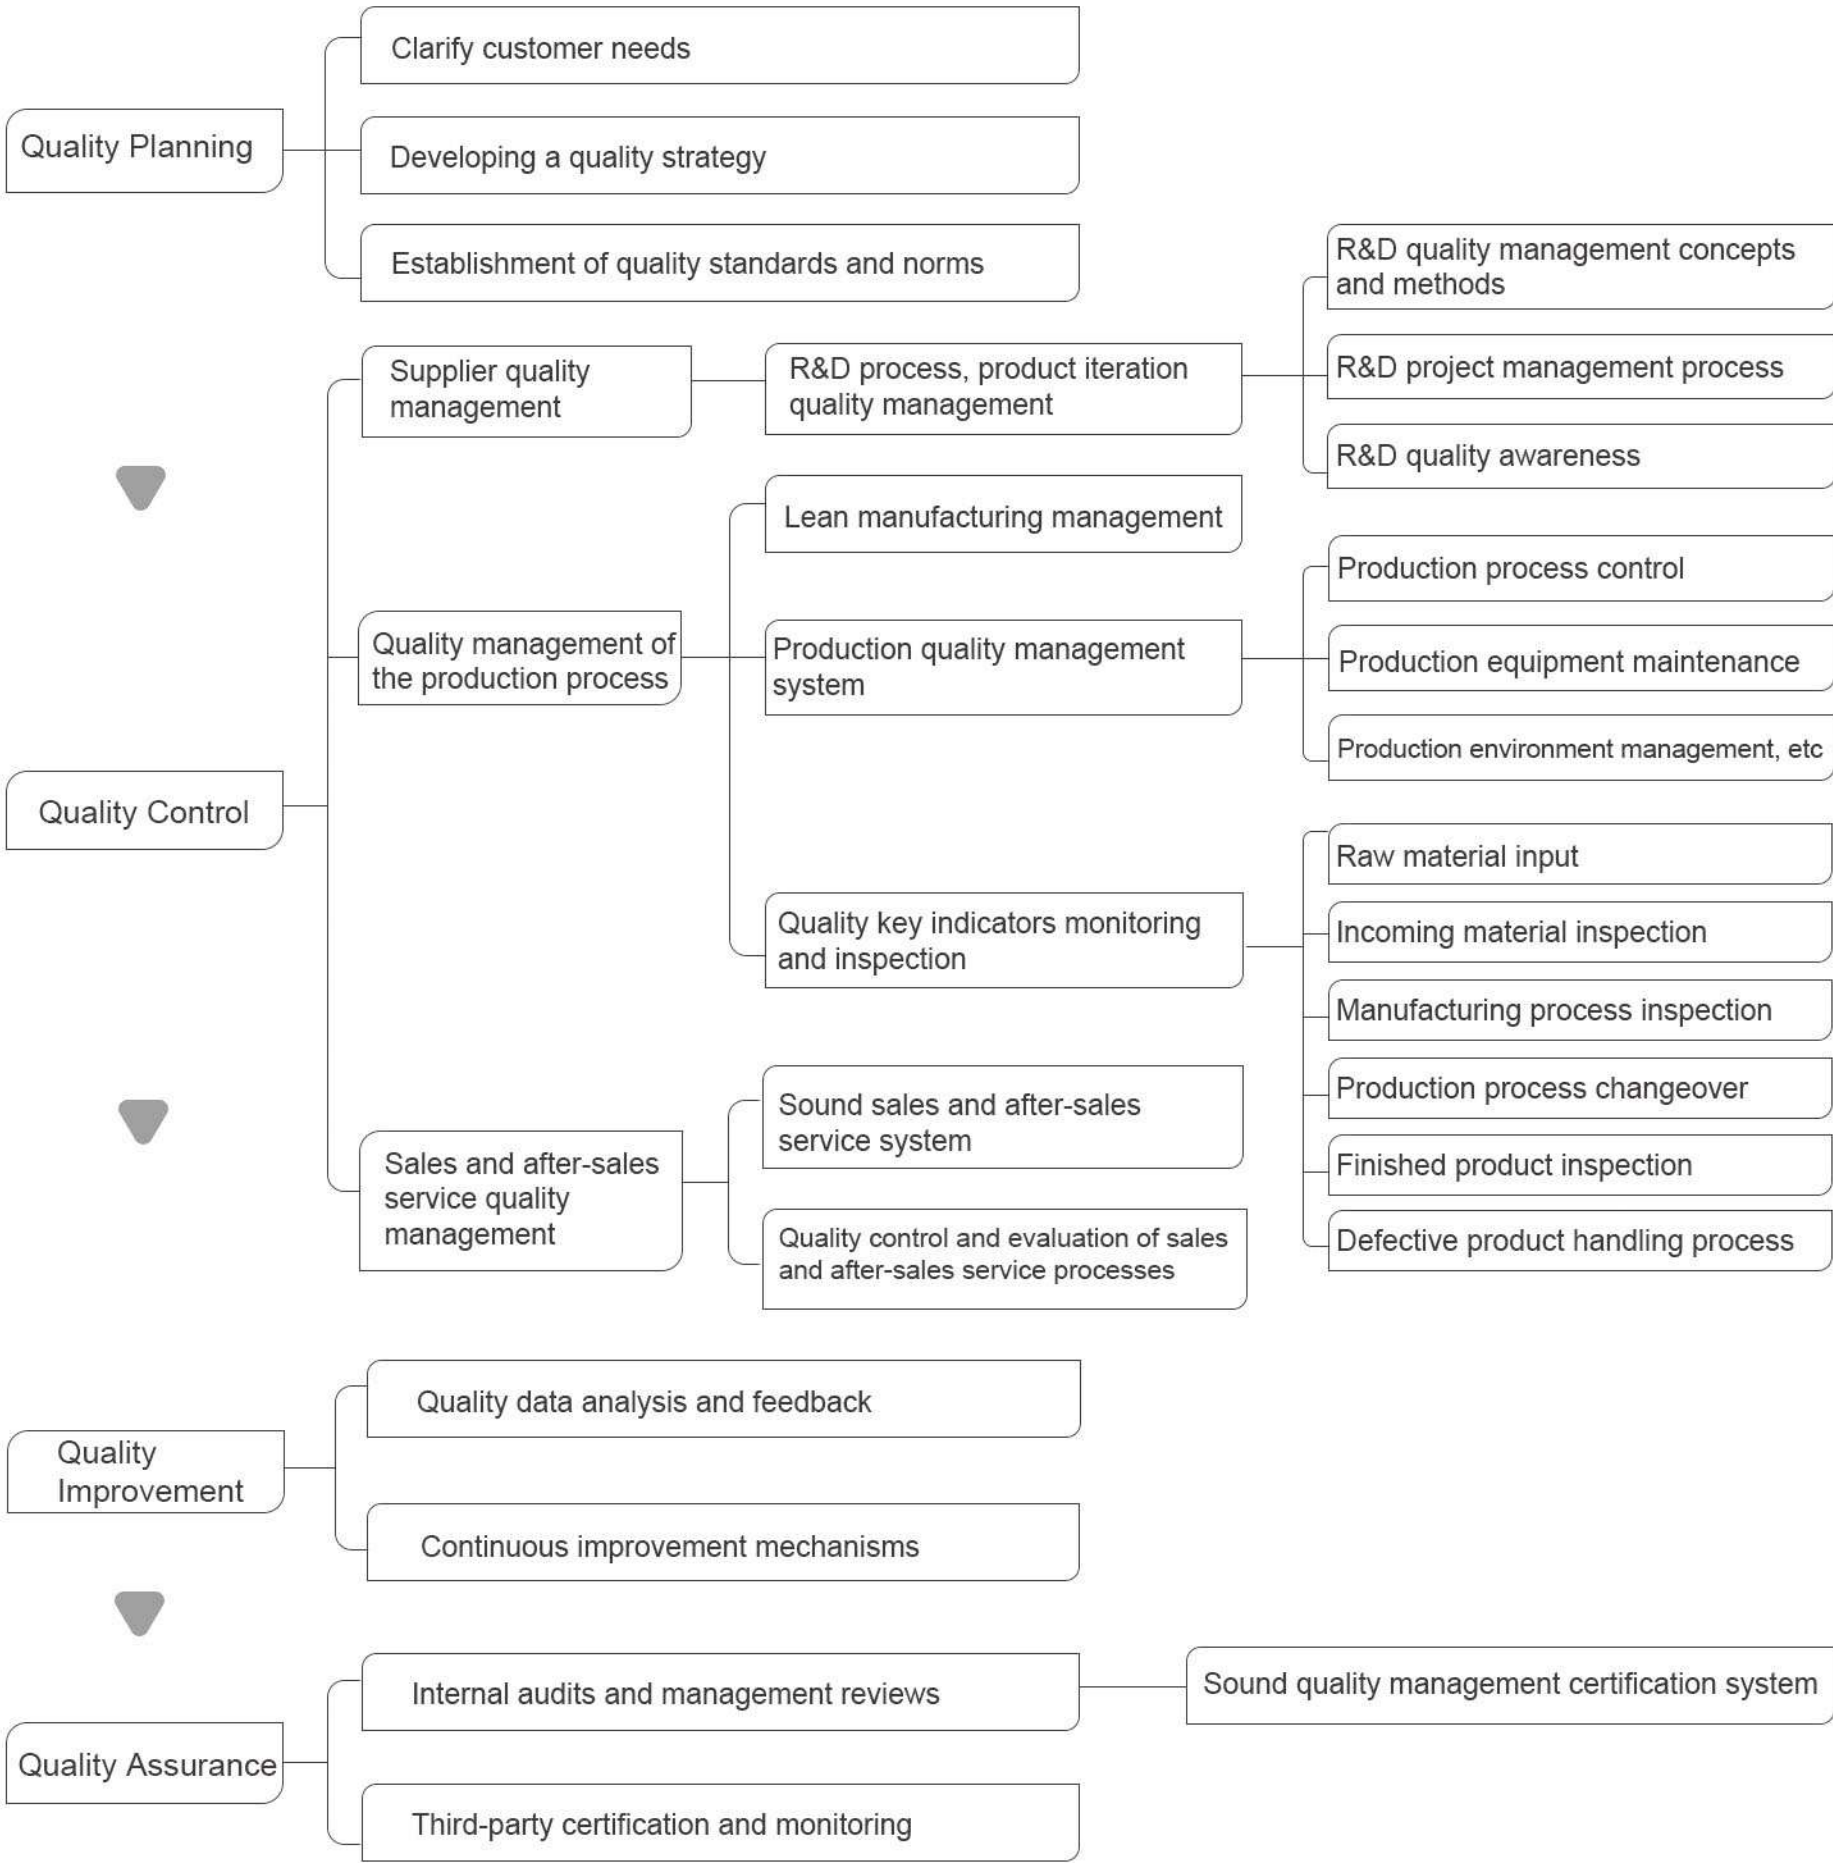 Quality Planning
Clarify customer needs
Developing a quality strategy
Establishment of quality standards and norms
Quality Control
Supplier quality
management
R&D process, product iteration
quality management
R&D quality management concepts
and methods
R&D project management process
R&D quality awareness
Quality management of
the production process
Lean manufacturing management
Production quality management
system
Production process control
Production equipment maintenance
Production environment management, etc
Quality key indicators monitoring
and inspection
Raw material input
Incoming material inspection
Manufacturing process inspection
Production process changeover
Finished product inspection
Defective product handling process
Sales and after-sales
service quality
management
Sound sales and after-sales
service system
Quality control and evaluation of sales
and after-sales service processes
Quality
Improvement
Quality data analysis and feedback
Continuous improvement mechanisms
Quality Assurance
Internal audits and management reviews
Sound quality management certification system
Third-party certification and monitoring